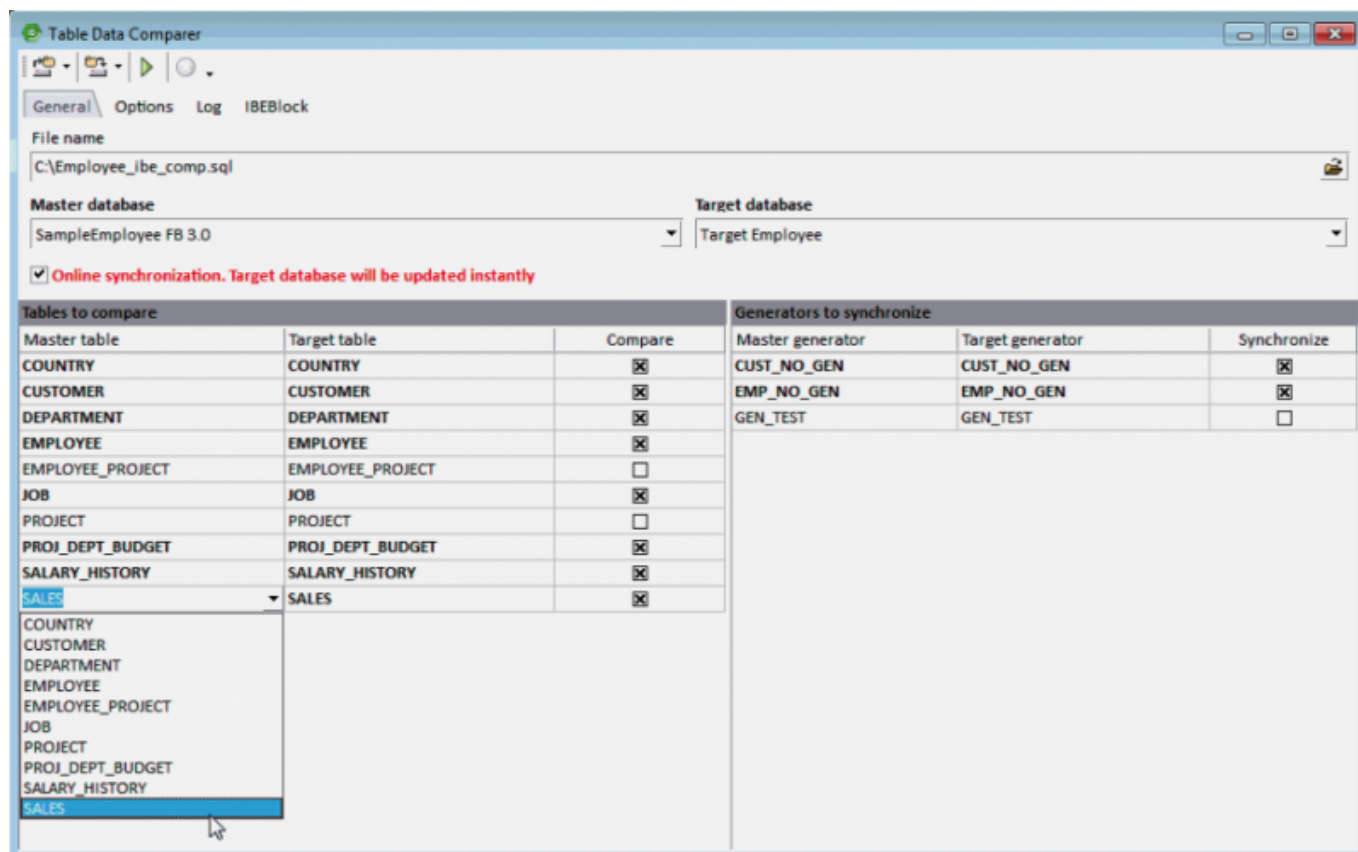 Table Data Comparer
General Options Log IBEBlock
File name
C:\Employee_ibe_comp.sql
Master database Target database
SampleEmployee FB 3.0 Target Employee
Online synchronization. Target database will be updated instantly
Tables to compare Generators to synchronize
Master table Target table Compare Master generator Target generator Synchronize
COUNTRY COUNTRY CUST_NO_GEN CUST_NO_GEN
CUSTOMER CUSTOMER EMP_NO_GEN EMP_NO_GEN
DEPARTMENT DEPARTMENT GEN_TEST GEN_TEST
EMPLOYEE EMPLOYEE
EMPLOYEE_PROJECT EMPLOYEE_PROJECT
JOB JOB
PROJECT PROJECT
PROJ_DEPT_BUDGET PROJ_DEPT_BUDGET
SALARY_HISTORY SALARY_HISTORY
SALES SALES
COUNTRY
CUSTOMER
DEPARTMENT
EMPLOYEE
EMPLOYEE_PROJECT
JOB
PROJECT
PROJ_DEPT_BUDGET
SALARY_HISTORY
SALES